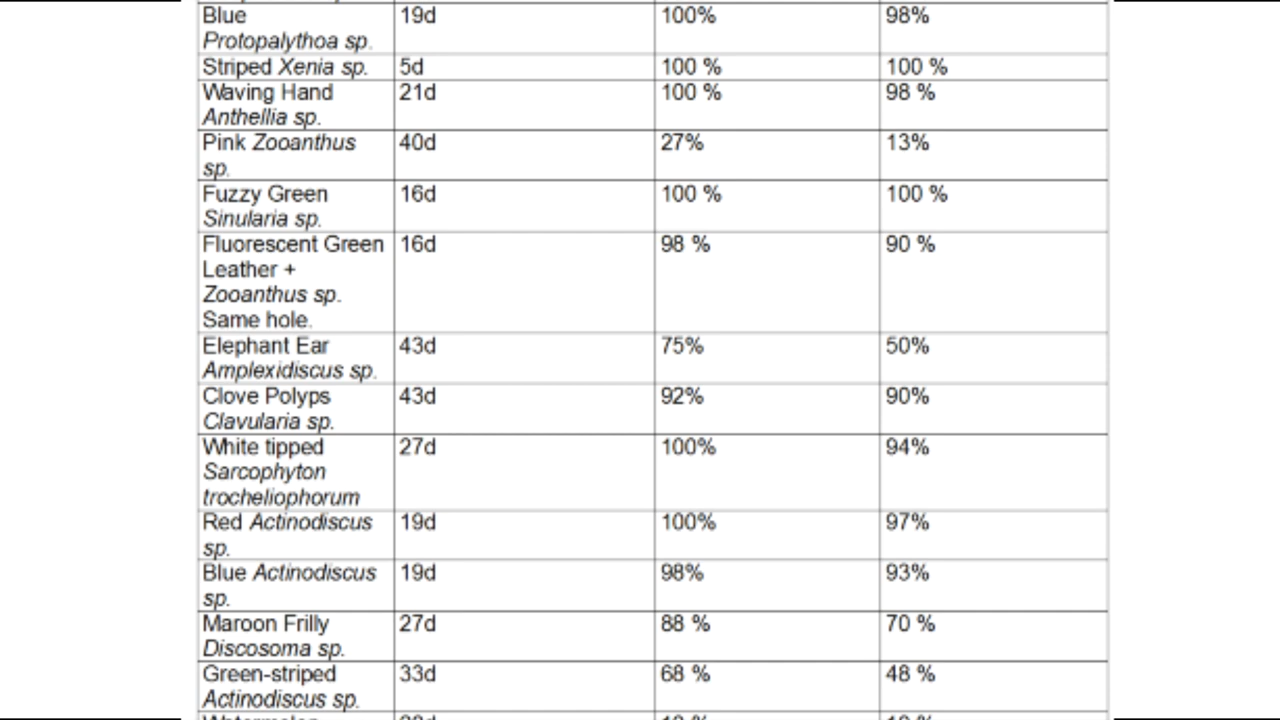 Blue 19d 100% 98%
Protopalythoa sp.
Striped Xenia sp. 5d 100 % 100 %
Waving Hand 21d 100 % 98 %
Anthellia sp.
Pink Zooanthus 40d 27% 13%
sp.
Fuzzy Green 16d 100 % 100 %
Sinularia sp.
Fluorescent Green 16d 98 % 90 %
Leather +
Zooanthus sp.
Same hole.
Elephant Ear 43d 75% 50%
Amplexidiscus sp.
Clove Polyps 43d 92% 90%
Clavularia sp.
White tipped 27d 100% 94%
Sarcophyton
trocheliophorum
Red Actinodiscus 19d 100% 97%
sp.
Blue Actinodiscus 19d 98% 93%
sp.
Maroon Frilly 27d 88 % 70 %
Discosoma sp.
Green-striped 33d 68 % 48 %
Actinodiscus sp.